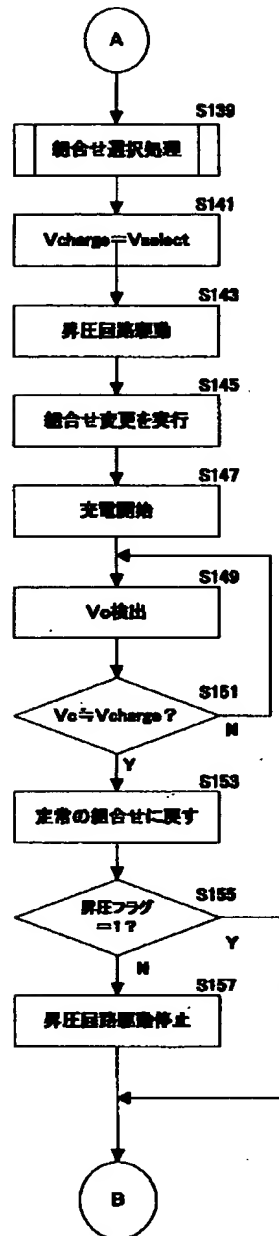 A
S139
組合せ選択処理
S141
Vcharge=Vselect
S143
昇圧回路駆動
S145
組合せ変更を実行
S147
充電開始
S149
Vc検出
S151
Vc≒Vcharge?
N
Y
S153
定常の組合せに戻す
S155
昇圧フラグ
=1?
Y
N
S157
昇圧回路駆動停止
B